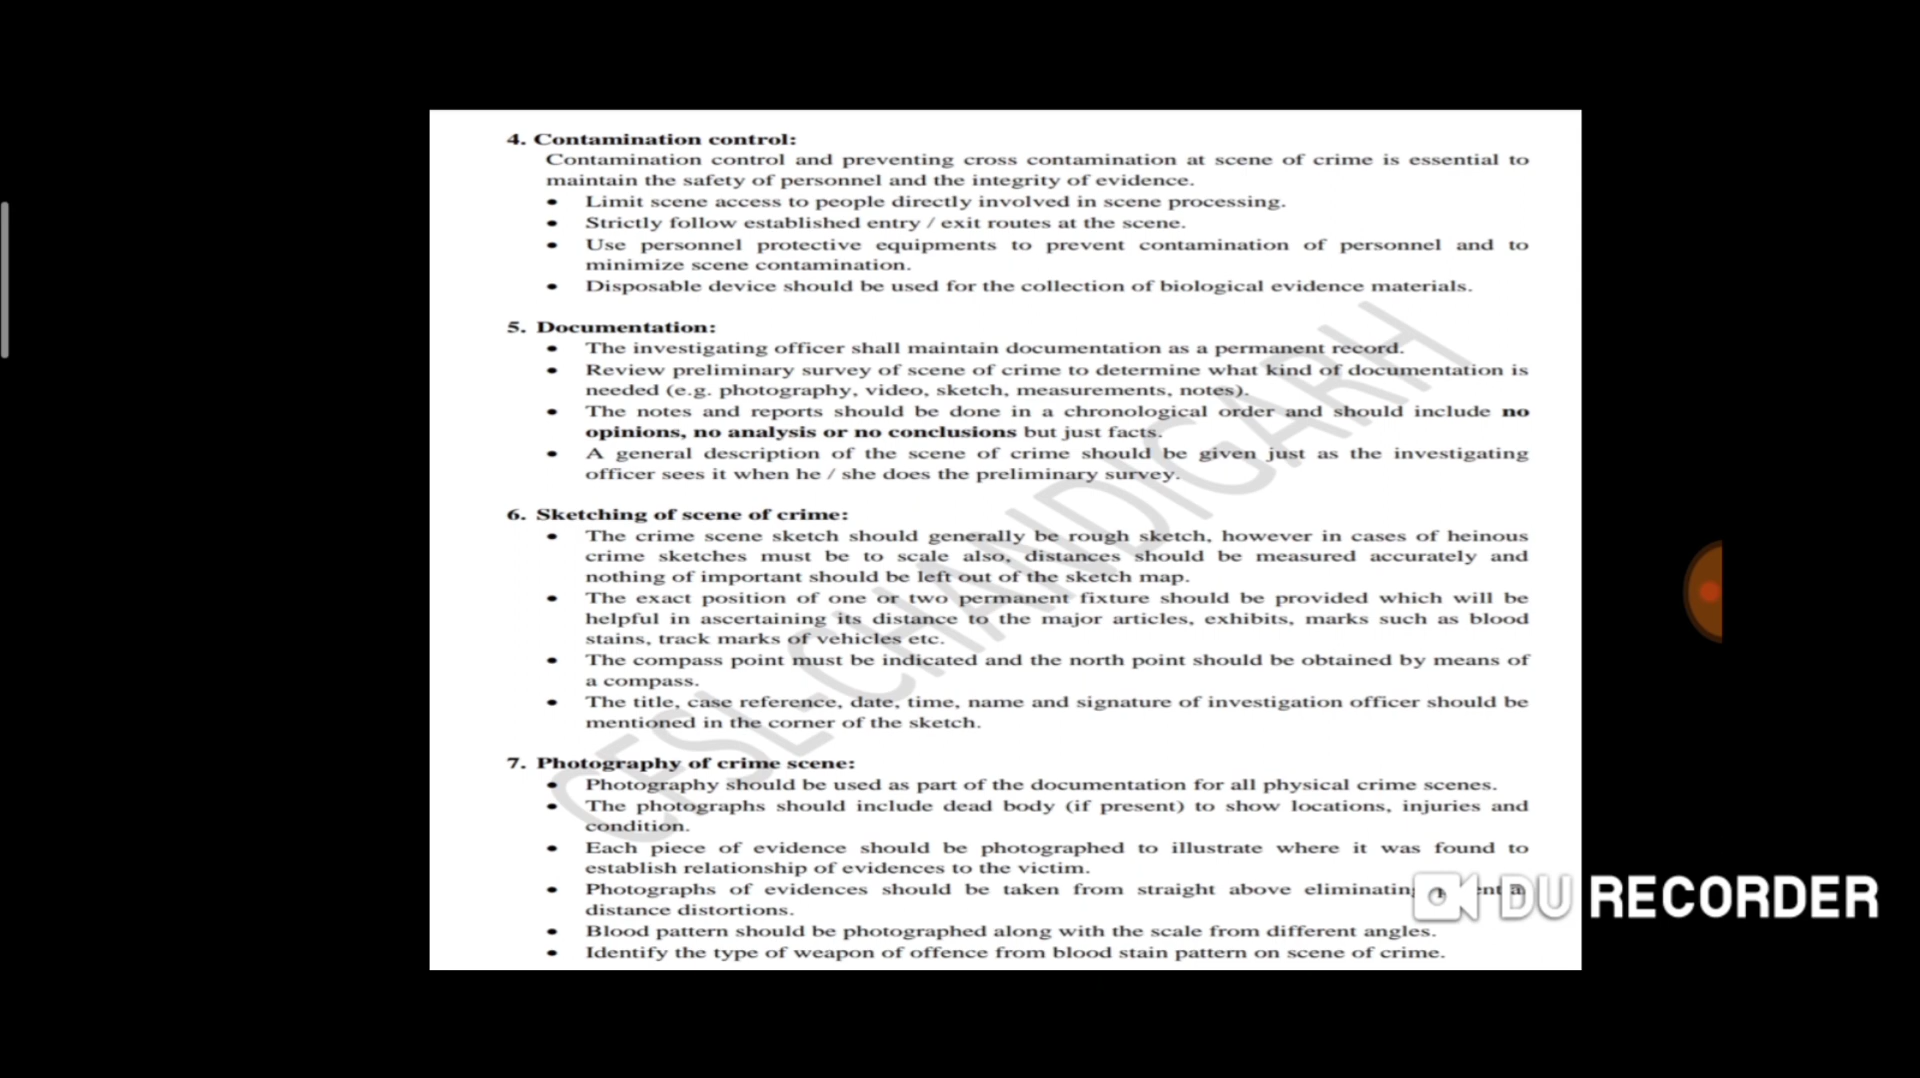 4. Contamination control:
Contamination control and preventing cross contamination at scene of crime is essential to
maintain the safety of personnel and the integrity of evidence.
• Limit scene access to people directly involved in scene processing.
• Strictly follow established entry / exit routes at the scene.
• Use personnel protective equipments to prevent contamination of personnel and to
minimize scene contamination.
• Disposable device should be used for the collection of biological evidence materials.
5. Documentation:
• The investigating officer shall maintain documentation as a permanent record.
• Review preliminary survey of scene of crime to determine what kind of documentation is
needed (e.g. photography, video, sketch, measurements, notes).
• The notes and reports should be done in a chronological order and should include no
opinions, no analysis or no conclusions but just facts.
• A general description of the scene of crime should be given just as the investigating
officer sees it when he / she does the preliminary survey.
6. Sketching of scene of crime:
• The crime scene sketch should generally be rough sketch, however in cases of heinous
crime sketches must be to scale also, distances should be measured accurately and
nothing of important should be left out of the sketch map.
• The exact position of one or two permanent fixture should be provided which will be
helpful in ascertaining its distance to the major articles, exhibits, marks such as blood
stains, track marks of vehicles etc.
• The compass point must be indicated and the north point should be obtained by means of
a compass.
• The title, case reference, date, time, name and signature of investigation officer should be
mentioned in the corner of the sketch.
7. Photography of crime scene:
• Photography should be used as part of the documentation for all physical crime scenes.
• The photographs should include dead body (if present) to show locations, injuries and
condition.
• Each piece of evidence should be photographed to illustrate where it was found to
establish relationship of evidences to the victim.
• Photographs of evidences should be taken from straight above
distance distortions.
• Blood pattern should be photographed along with the scale from different angles.
• Identify the type of weapon of offence from blood stain pattern on scene of crime.
CFSL-CHANDIGARH
DU RECORDER